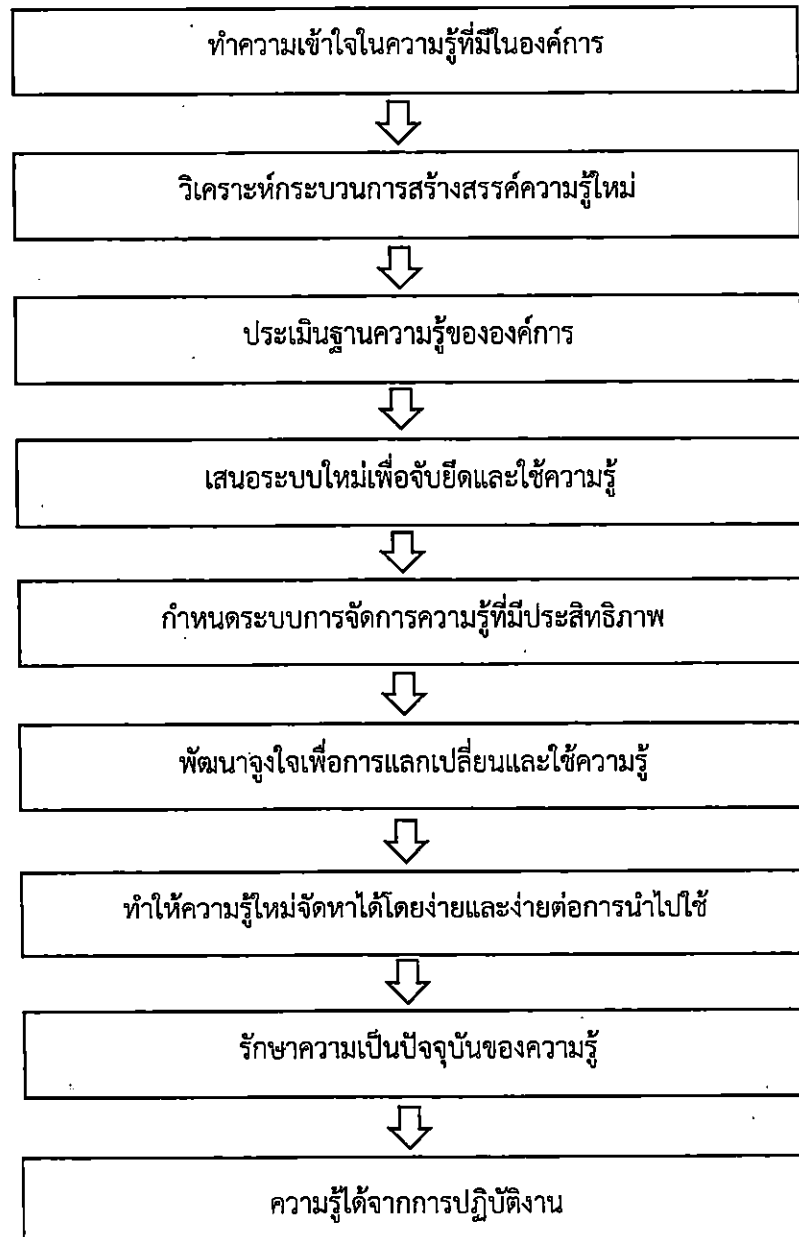 ทำความเข้าใจในความรู้ที่มีในองค์การ
วิเคราะห์กระบวนการสร้างสรรค์ความรู้ใหม่
ประเมินฐานความรู้ขององค์การ
เสนอระบบใหม่เพื่อจับยึดและใช้ความรู้
กำหนดระบบการจัดการความรู้ที่มีประสิทธิภาพ
พัฒนาจูงใจเพื่อการแลกเปลี่ยนและใช้ความรู้
ทำให้ความรู้ใหม่จัดหาได้โดยง่ายและง่ายต่อการนำไปใช้
รักษาความเป็นปัจจุบันของความรู้
ความรู้ได้จากการปฏิบัติงาน